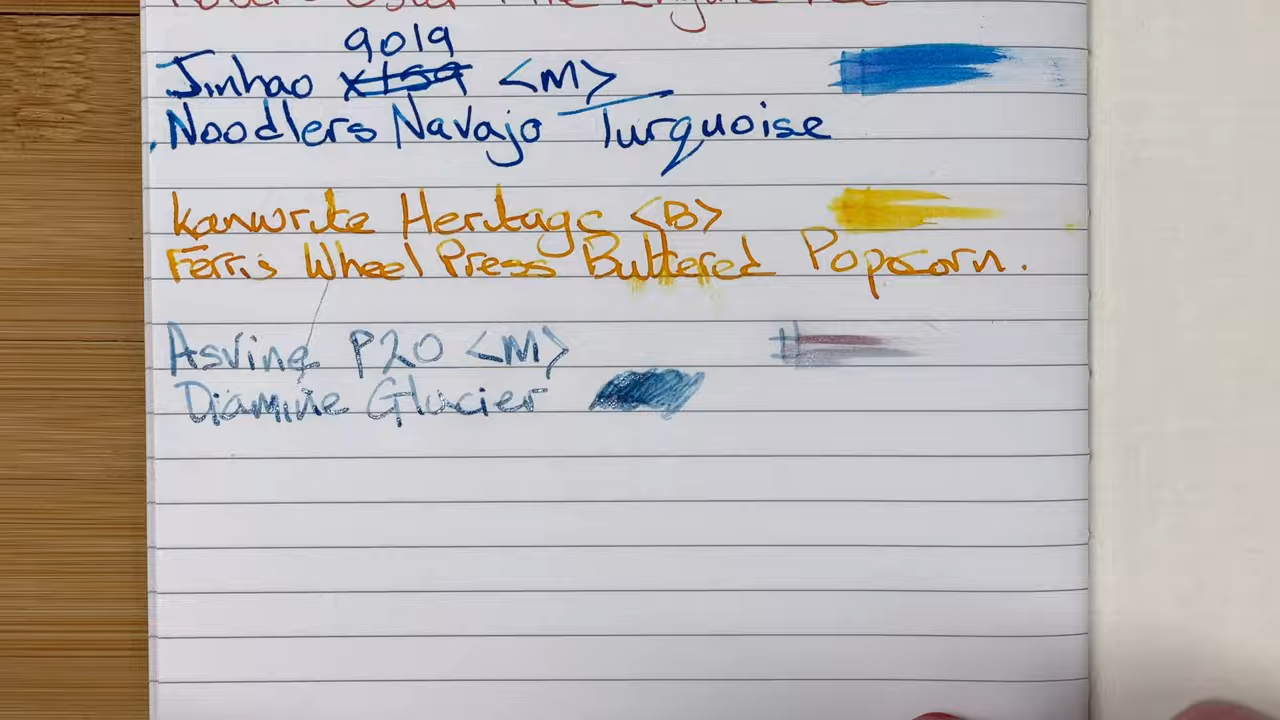 9019
Jinhao x159 <M>
Noodlers Navajo Turquoise
Kanwrite Heritage <B>
Ferris Wheel Press Buttered Popcorn.
Asvine P20 <M>
Diamine Glacier